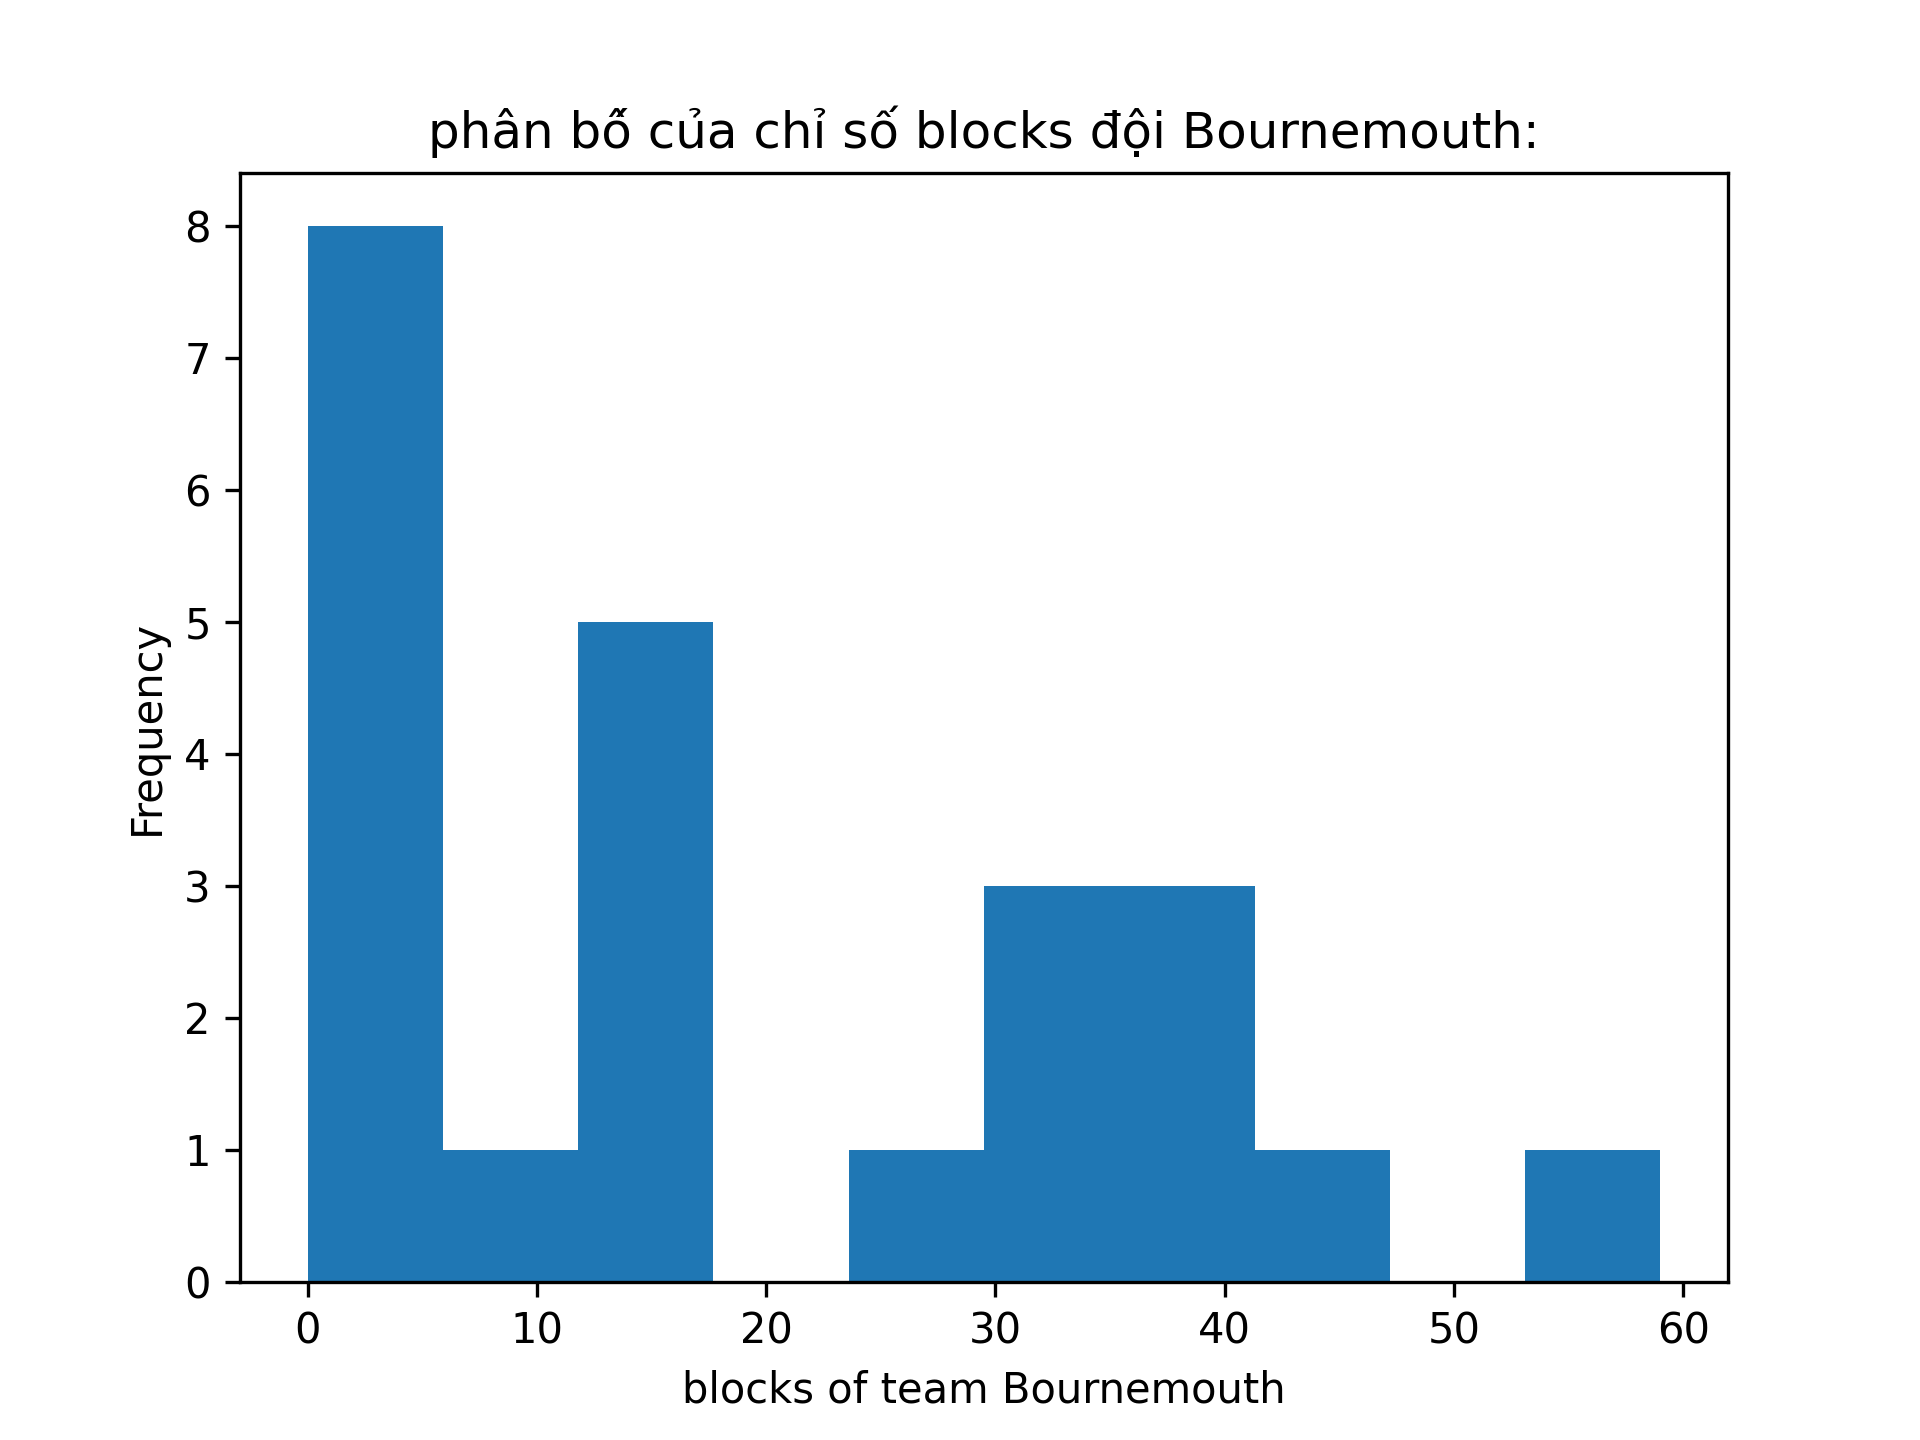 phân bố của chỉ số blocks đội Bournemouth:
8
7
6
5
4
3
2
1
0
Frequency
0 10 20 30 40 50 60
blocks of team Bournemouth